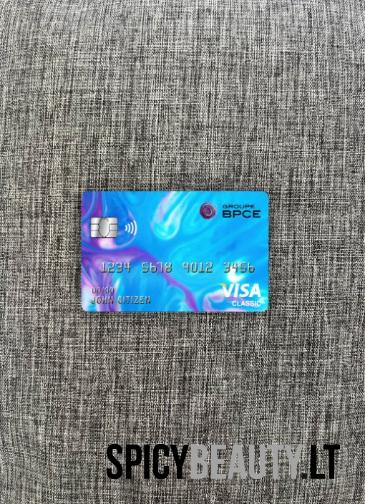 GROUPE
BPCE
1234 5678 9012 3456
JOHN CITIZEN
VISA
CLASSIC
SPICYBEAUTY.LT